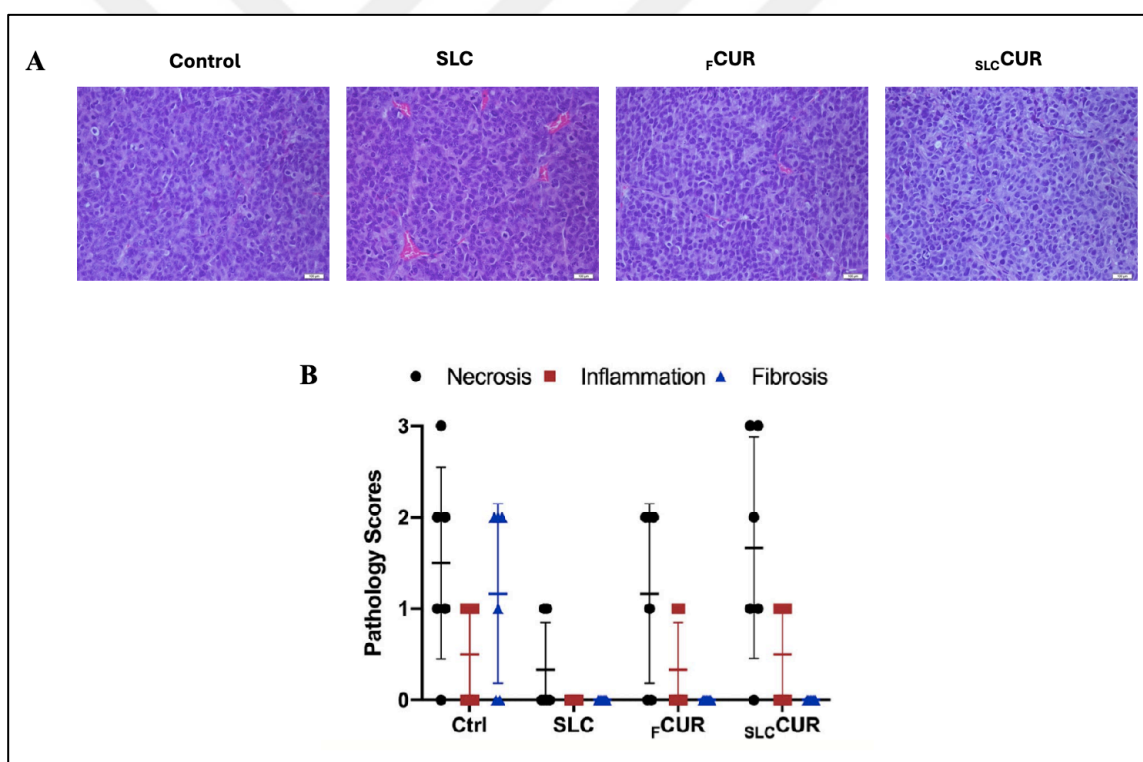 A
Control
SLC
FCUR
SLCCUR
B
Necrosis Inflammation Fibrosis
Pathology Scores
3
2
1
0
Ctrl SLC FCUR SLCCUR